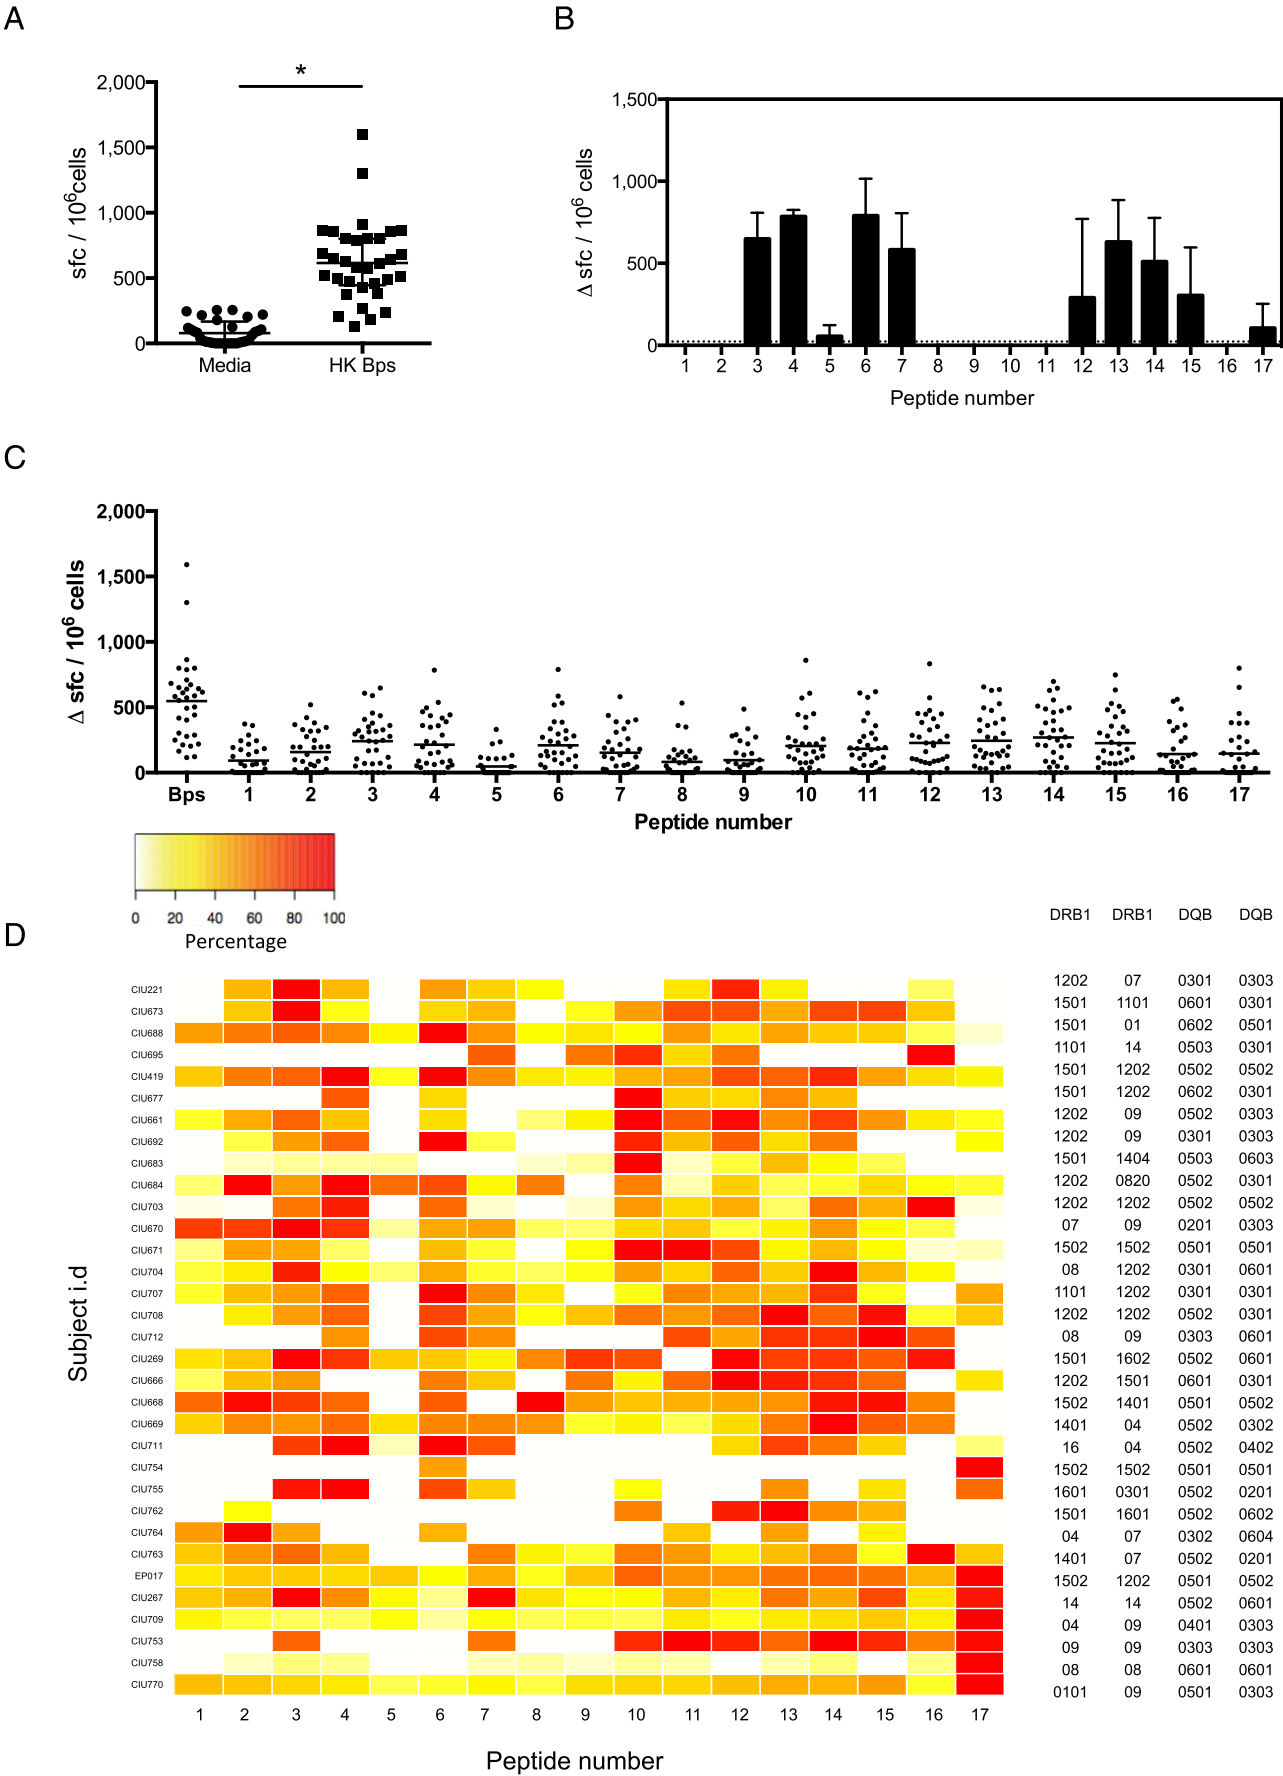 A
B
2,000
1,500
1,000
500
0
sfc / 10⁶cells
*
Media HK Bps
1,500
1,000
500
0
Δ sfc / 10⁶ cells
1 2 3 4 5 6 7 8 9 10 11 12 13 14 15 16 17
Peptide number
C
2,000
1,500
1,000
500
0
Δ sfc / 10⁶ cells
Bps 1 2 3 4 5 6 7 8 9 10 11 12 13 14 15 16 17
Peptide number
0 20 40 60 80 100
Percentage
D
DRB1 DRB1 DQB DQB
Subject i.d
CIU221 1202 07 0301 0303
CIU673 1501 1101 0601 0301
CIU688 1501 01 0602 0501
CIU695 1101 14 0503 0301
CIU419 1501 1202 0502 0502
CIU677 1501 1202 0602 0301
CIU661 1202 09 0502 0303
CIU692 1202 09 0301 0303
CIU683 1501 1404 0503 0603
CIU684 1202 0820 0502 0301
CIU703 1202 1202 0502 0502
CIU670 07 09 0201 0303
CIU671 1502 1502 0501 0501
CIU704 08 1202 0301 0601
CIU707 1101 1202 0301 0301
CIU708 1202 1202 0502 0301
CIU712 08 09 0303 0601
CIU269 1501 1602 0502 0601
CIU666 1202 1501 0601 0301
CIU668 1502 1401 0501 0502
CIU669 1401 04 0502 0302
CIU711 16 04 0502 0402
CIU754 1502 1502 0501 0501
CIU755 1601 0301 0502 0201
CIU762 1501 1601 0502 0602
CIU764 04 07 0302 0604
CIU763 1401 07 0502 0201
EP017 1502 1202 0501 0502
CIU267 14 14 0502 0601
CIU709 04 09 0401 0303
CIU753 09 09 0303 0303
CIU758 08 08 0601 0601
CIU770 0101 09 0501 0303
1 2 3 4 5 6 7 8 9 10 11 12 13 14 15 16 17
Peptide number